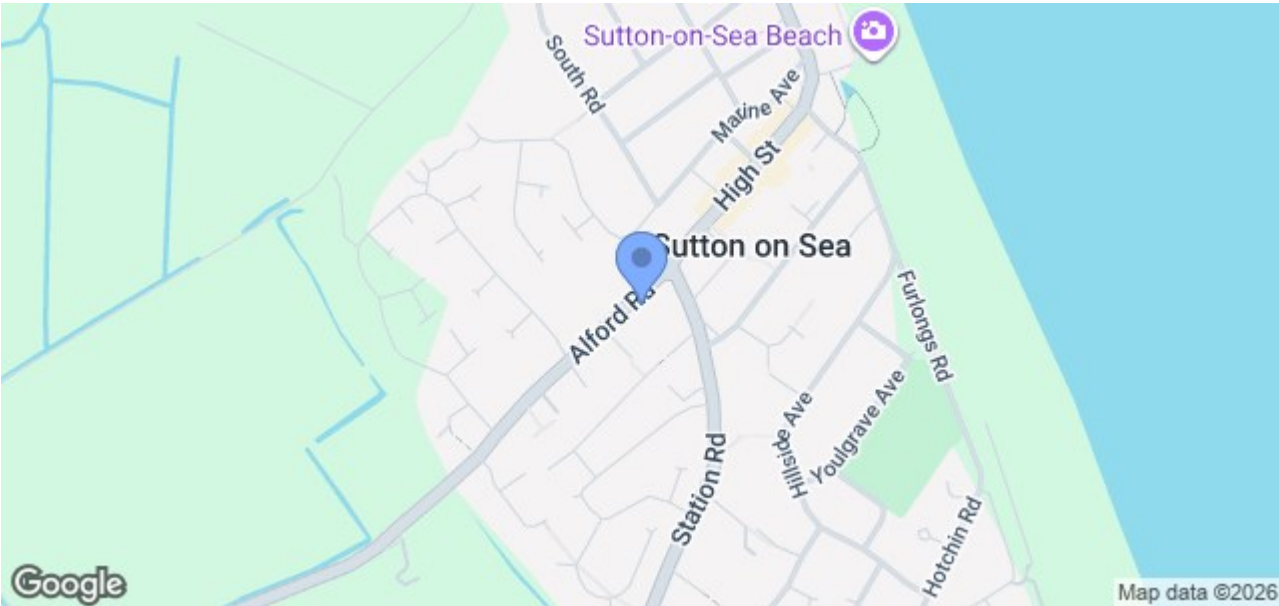 Sutton-on-Sea Beach
South Rd
Marine Ave
High St
Sutton on Sea
Alford Rd
Furlongs Rd
Hillside Ave
Youlgrave Ave
Station Rd
Hotchin Rd
Google
Map data ©2026